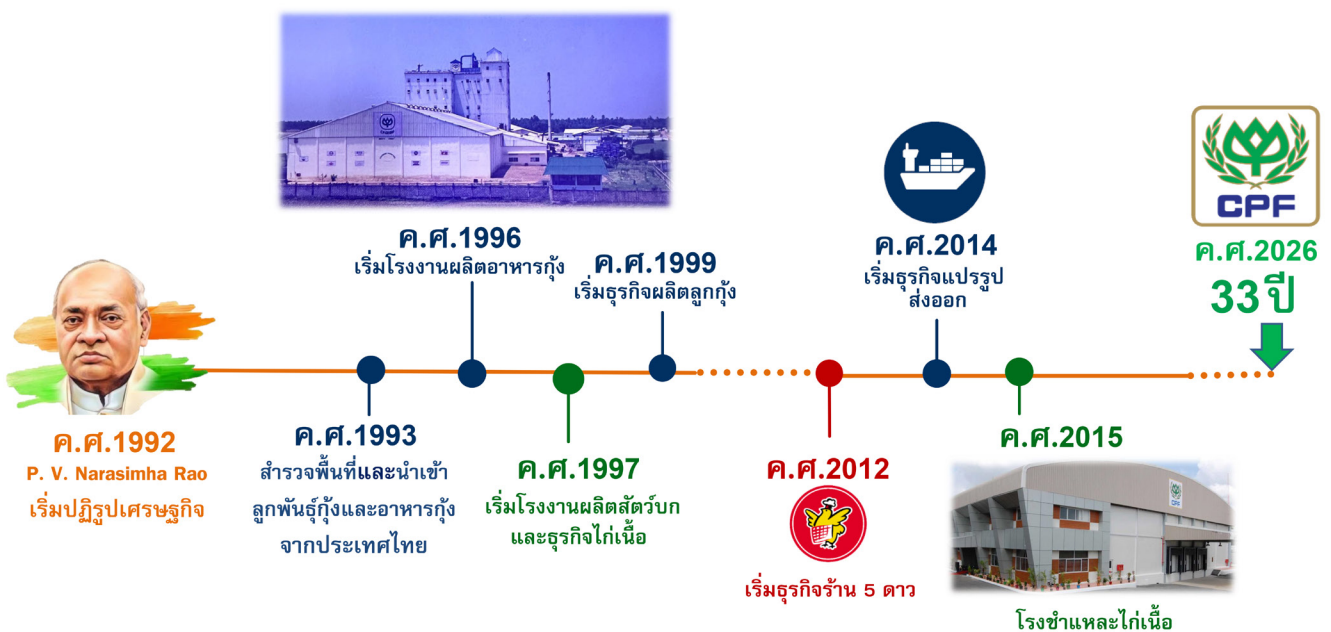 ค.ศ.1992
P. V. Narasimha Rao
เริ่มปฏิรูปเศรษฐกิจ
ค.ศ.1993
สำรวจพื้นที่และนำเข้า
ลูกพันธุ์กุ้งและอาหารกุ้ง
จากประเทศไทย
ค.ศ.1996
เริ่มโรงงานผลิตอาหารกุ้ง
ค.ศ.1997
เริ่มโรงงานผลิตสัตว์บก
และธุรกิจไก่เนื้อ
ค.ศ.1999
เริ่มธุรกิจผลิตลูกกุ้ง
ค.ศ.2012
เริ่มธุรกิจร้าน 5 ดาว
ค.ศ.2014
เริ่มธุรกิจแปรรูป
ส่งออก
ค.ศ.2015
CPF
โรงชำแหละไก่เนื้อ
CPF
ค.ศ.2026
33 ปี